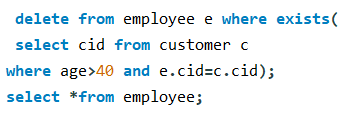 delete from employee e where exists(
select cid from customer c
where age>40 and e.cid=c.cid);
select *from employee;